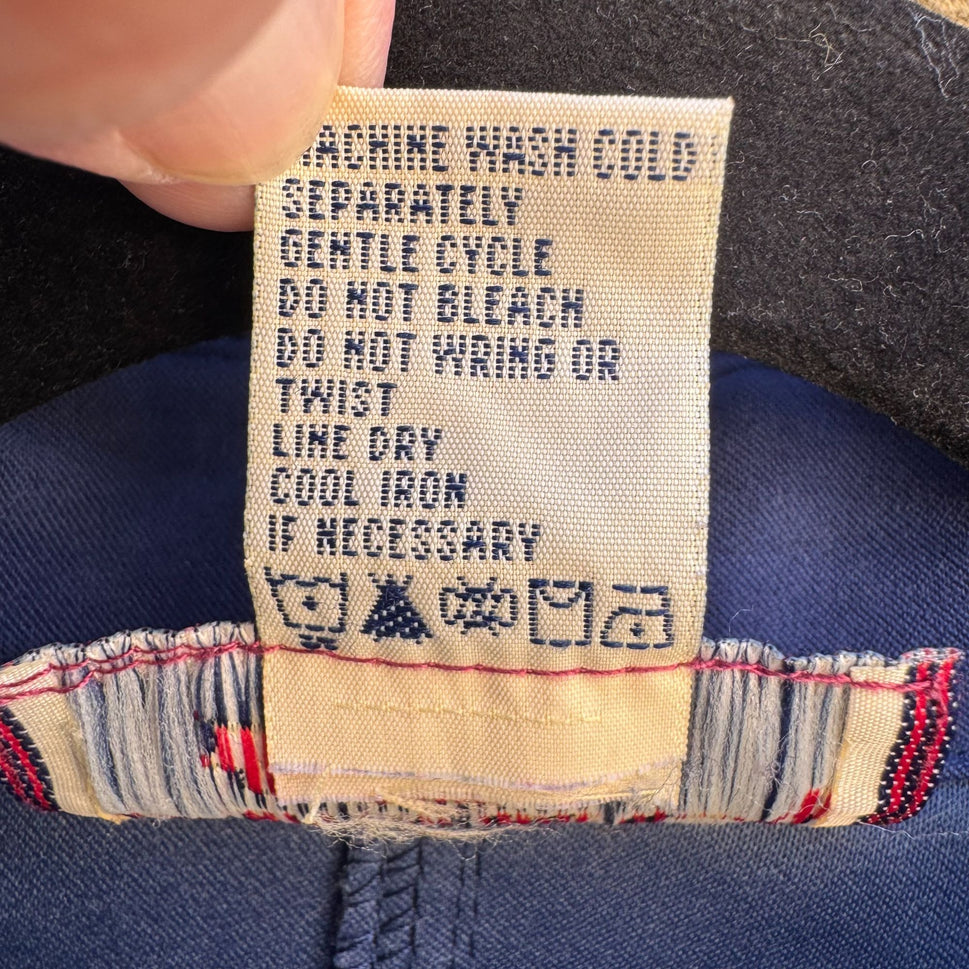 MACHINE WASH COLD
SEPARATELY
GENTLE CYCLE
DO NOT BLEACH
DO NOT WRING OR
TWIST
LINE DRY
COOL IRON
IF NECESSARY